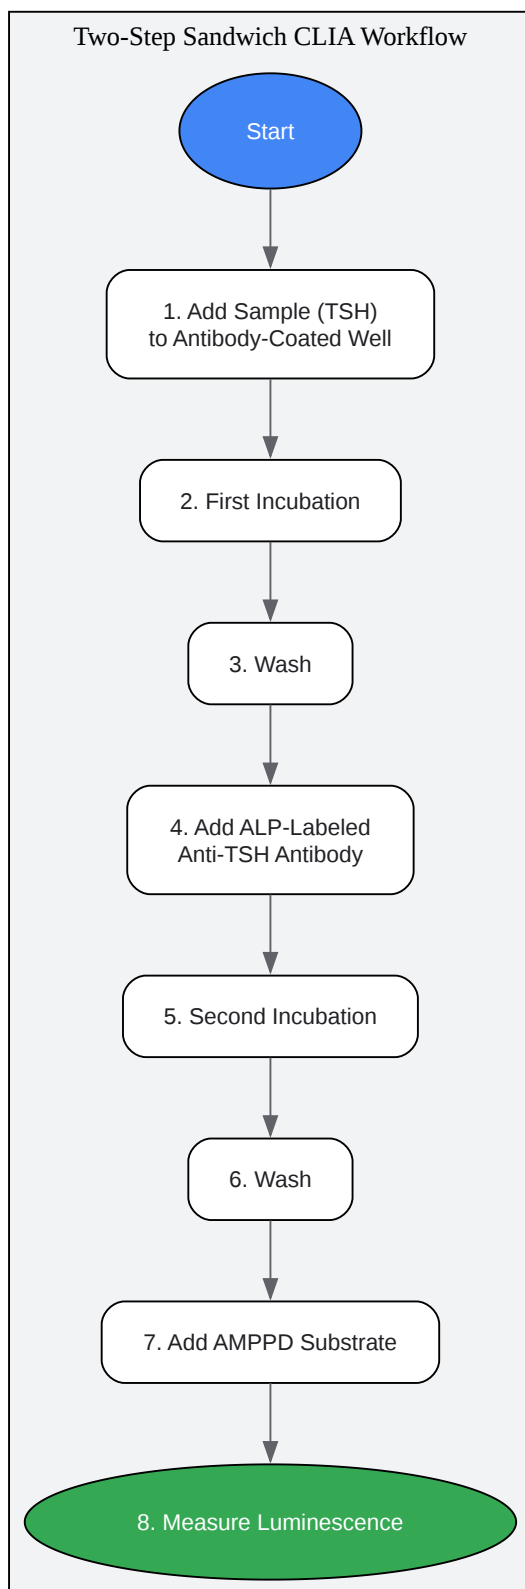 Two-Step Sandwich CLIA Workflow
Start
1. Add Sample (TSH)
to Antibody-Coated Well
2. First Incubation
3. Wash
4. Add ALP-Labeled
Anti-TSH Antibody
5. Second Incubation
6. Wash
7. Add AMPPD Substrate
8. Measure Luminescence